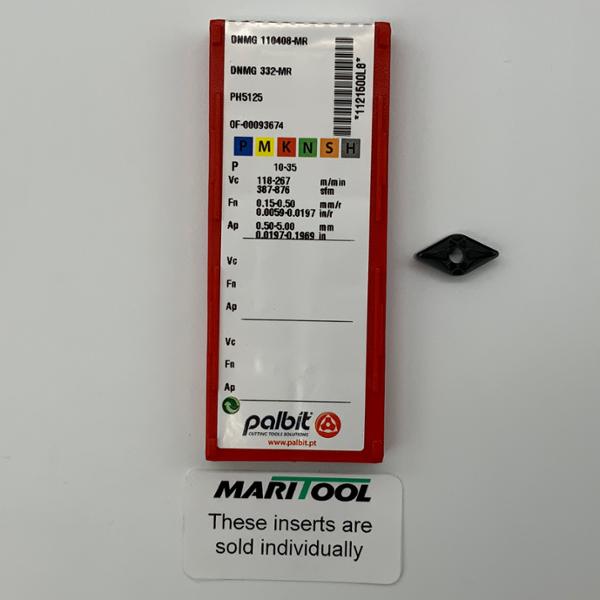 DNMG 110408-MR
DNMG 332-MR
PH5125
OF-00093674
*1121500L8*
P M K N S H
P 10-35
Vc 118-267 m/min
387-876 sfm
Fn 0.15-0.50 mm/r
0.0059-0.0197 in/r
Ap 0.50-5.00 mm
0.0197-0.1969 in
Vc
Fn
Ap
Vc
Fn
Ap
palbit
CUTTING TOOLS SOLUTIONS
www.palbit.pt
MARITOOL
These inserts are
sold individually